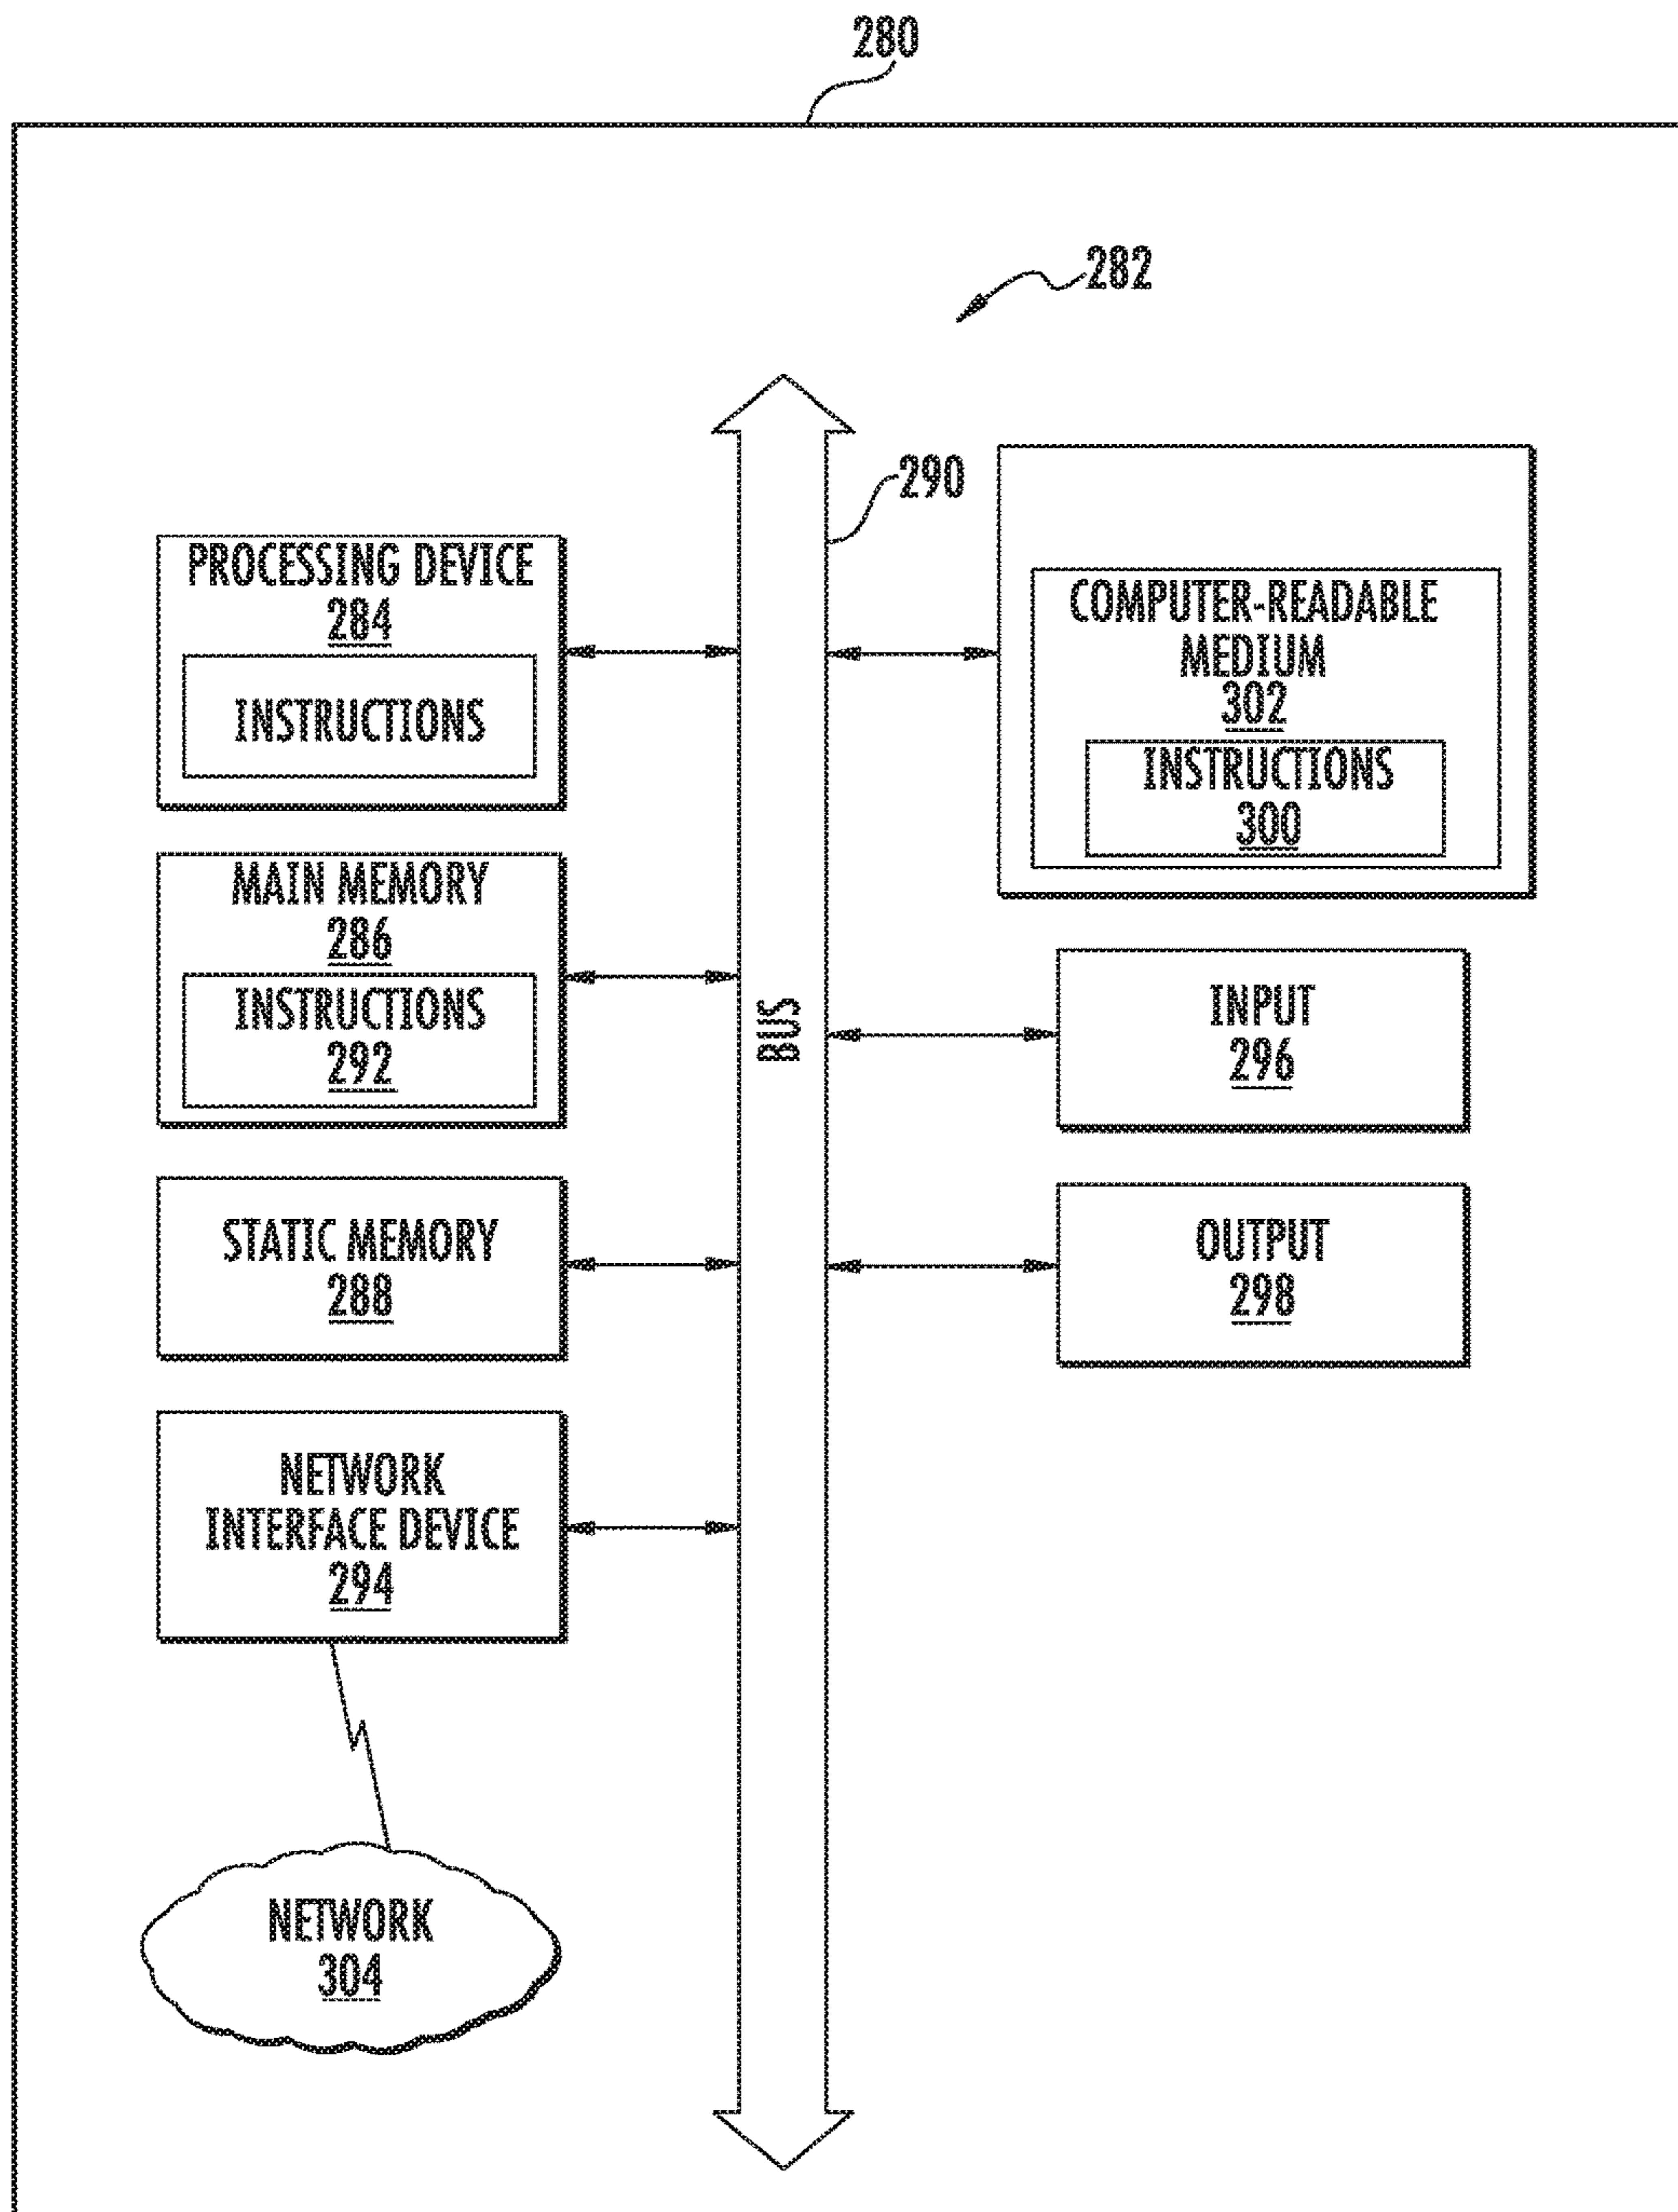 280
282
290
PROCESSING DEVICE
284
INSTRUCTIONS
MAIN MEMORY
286
INSTRUCTIONS
292
STATIC MEMORY
288
NETWORK
INTERFACE DEVICE
294
NETWORK
304
BUS
COMPUTER-READABLE
MEDIUM
302
INSTRUCTIONS
300
INPUT
296
OUTPUT
298